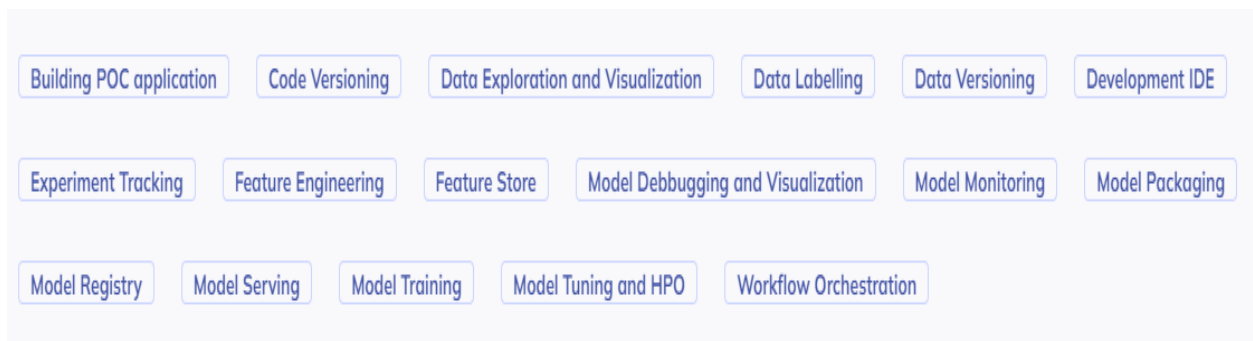 Building POC application Code Versioning Data Exploration and Visualization Data Labelling Data Versioning Development IDE
Experiment Tracking Feature Engineering Feature Store Model Debbugging and Visualization Model Monitoring Model Packaging
Model Registry Model Serving Model Training Model Tuning and HPO Workflow Orchestration